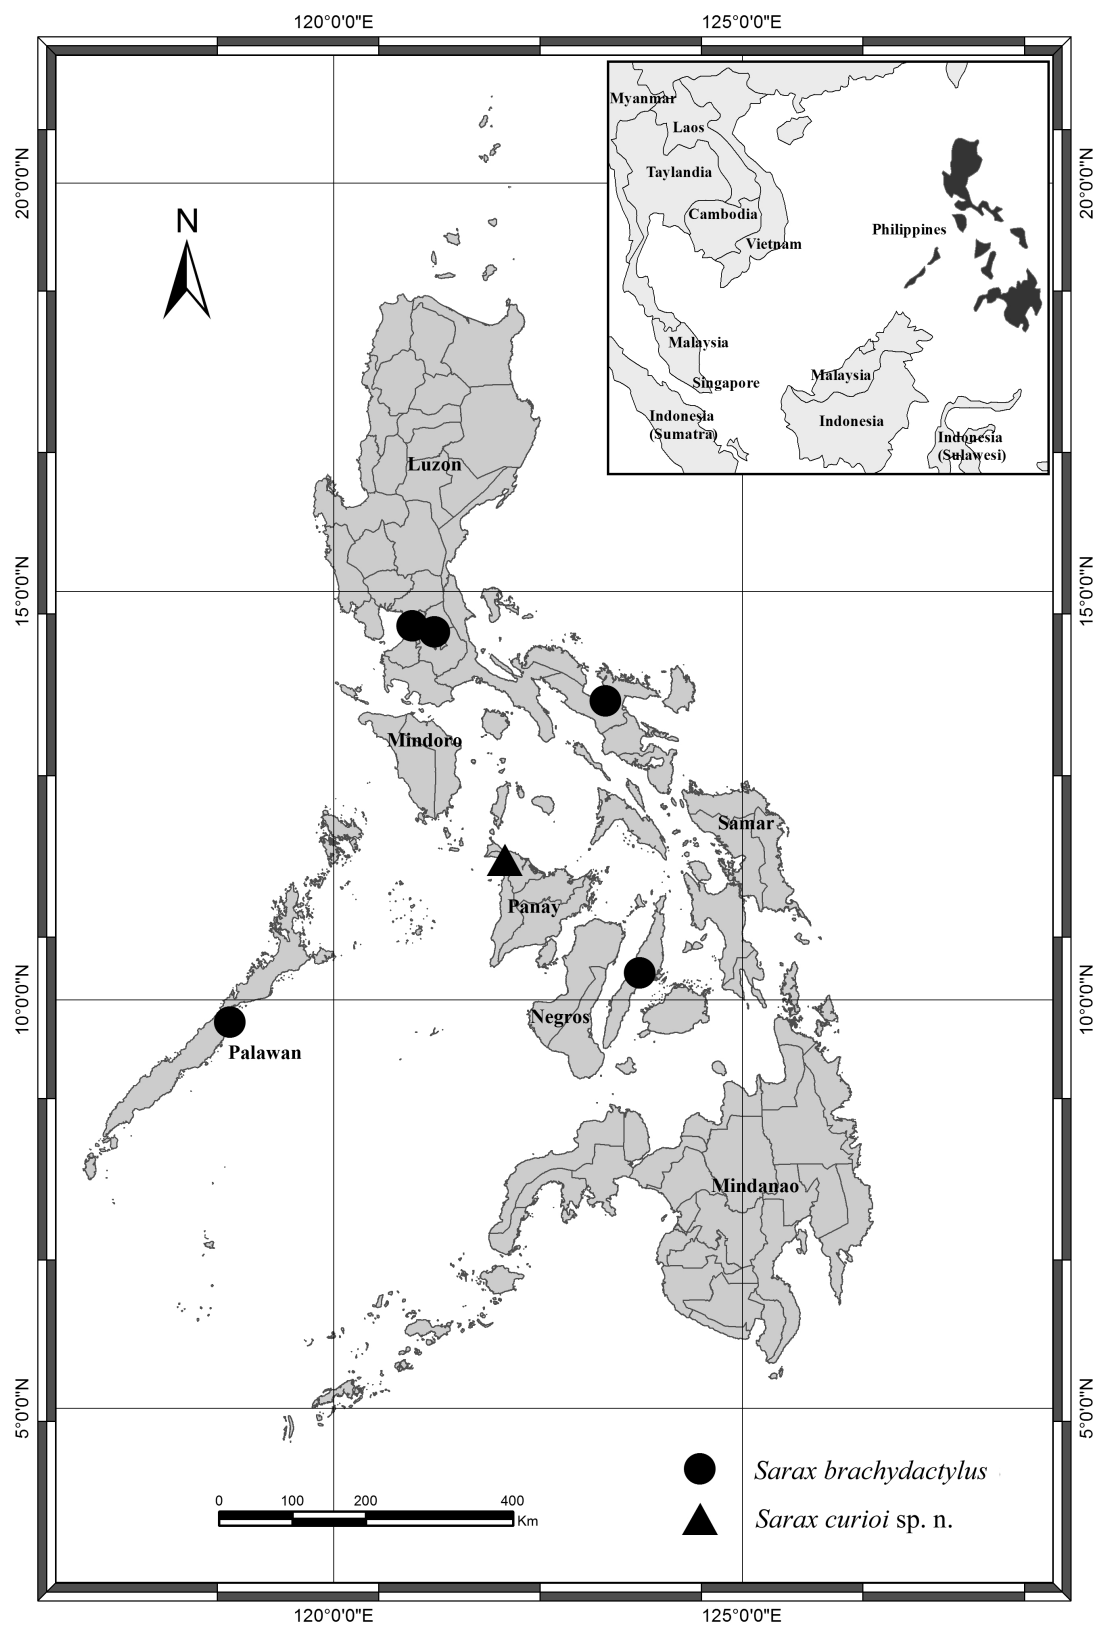 120°0'0"E 125°0'0"E
20°0'0"N 20°0'0"N
N
Myanmar
Laos
Taylandia
Cambodia
Vietnam
Philippines
Malaysia
Singapore
Malaysia
Indonesia
(Sumatra)
Indonesia
Indonesia
(Sulawesi)
Luzon
15°0'0"N 15°0'0"N
Mindoro
Samar
Panay
10°0'0"N 10°0'0"N
Negros
Palawan
Mindanao
5°0'0"N 5°0'0"N
Sarax brachydactylus
Sarax curioi sp. n.
0 100 200 400
Km
120°0'0"E 125°0'0"E